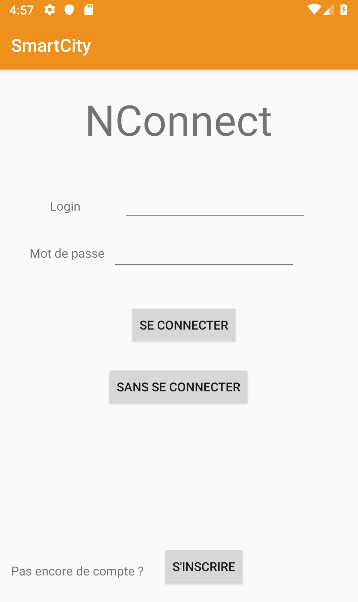 4:57
SmartCity
NConnect
Login
Mot de passe
SE CONNECTER
SANS SE CONNECTER
Pas encore de compte ? S'INSCRIRE